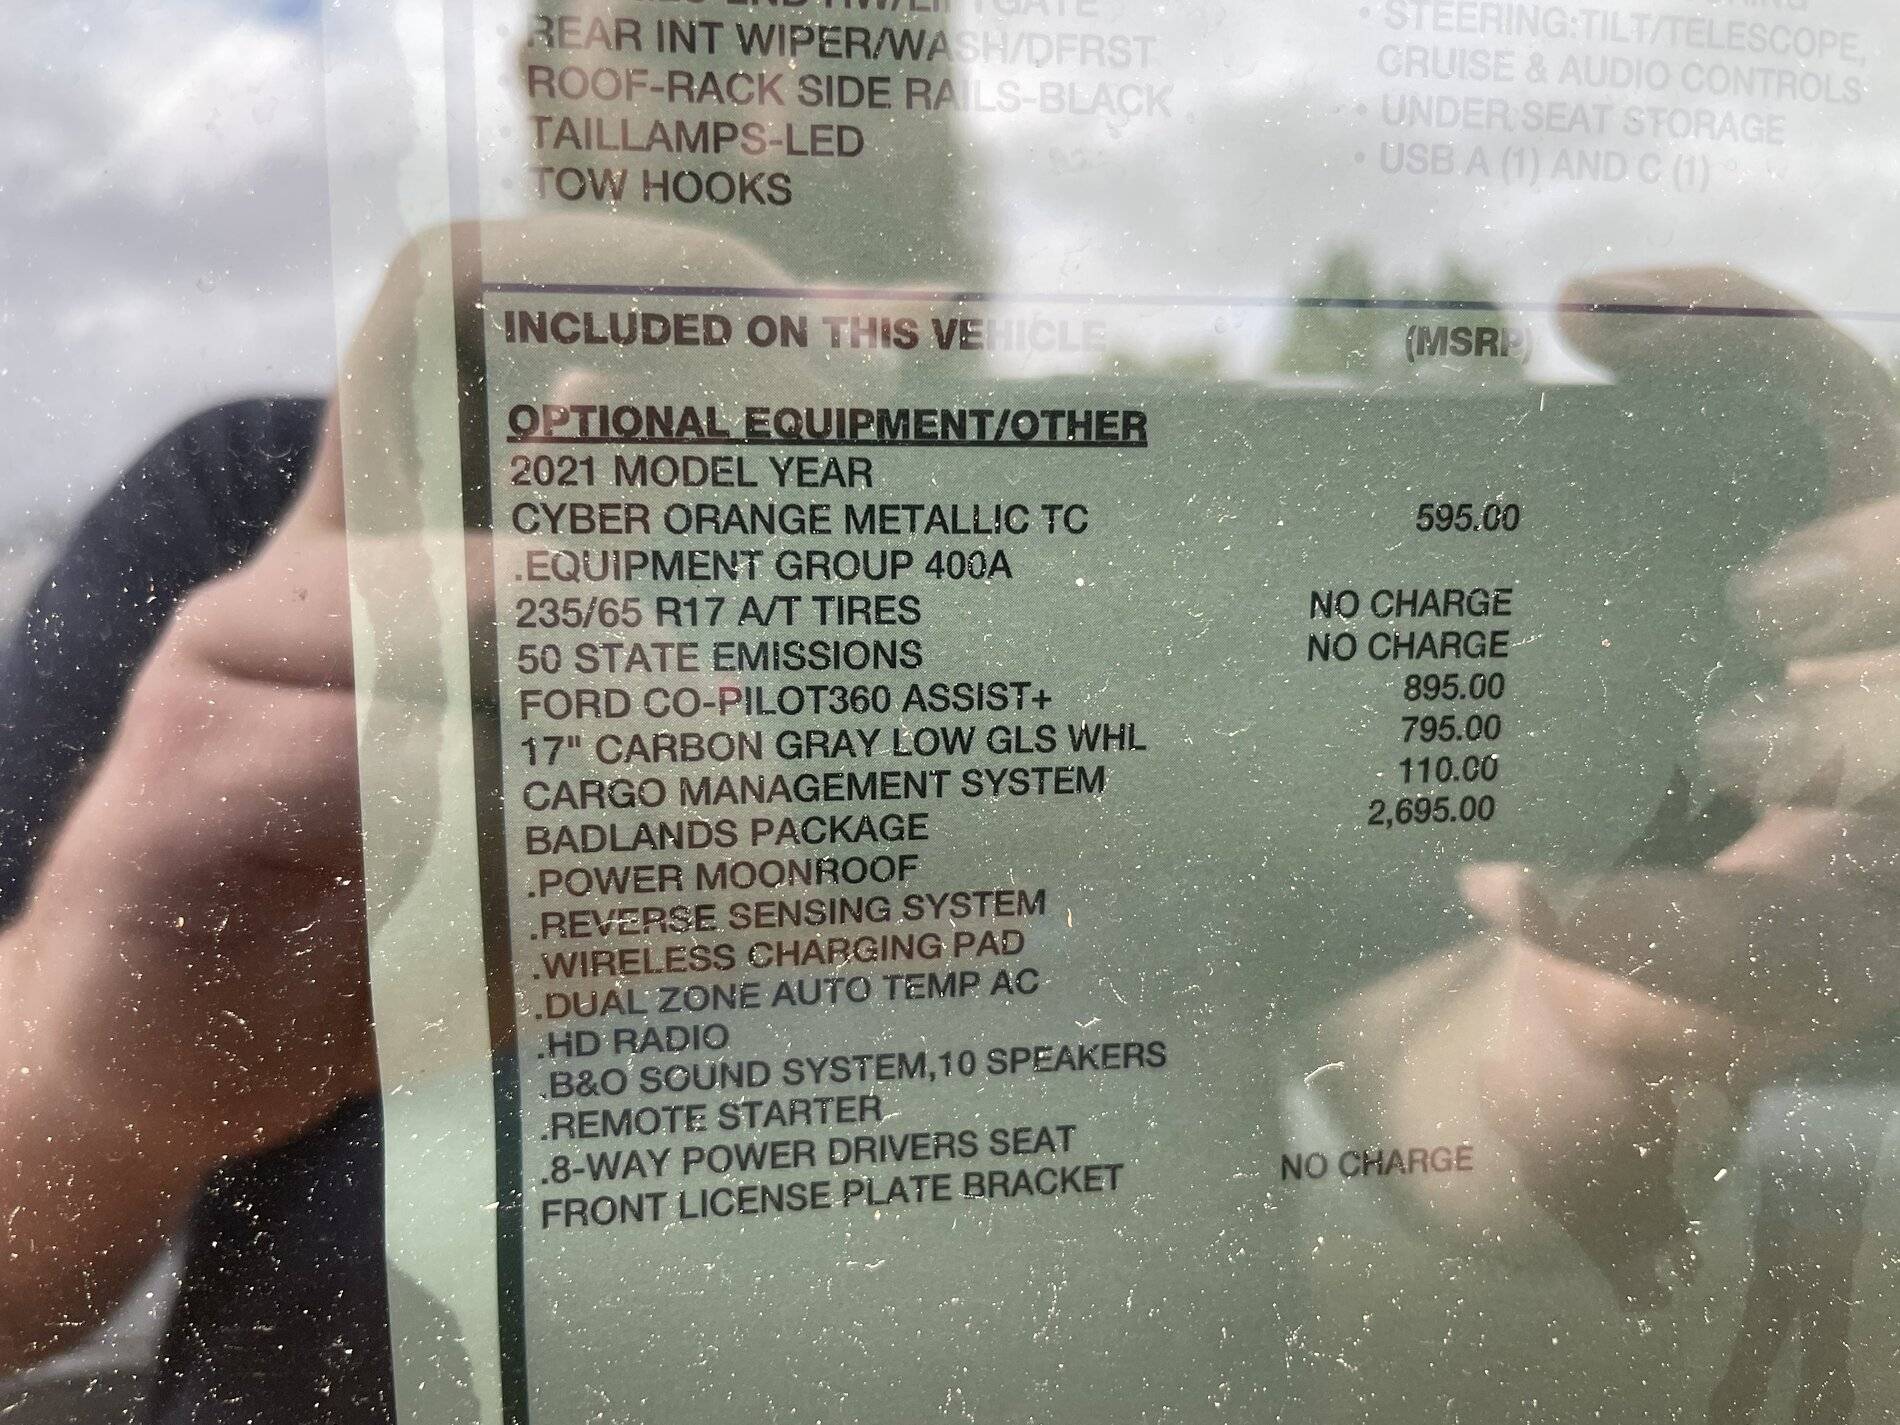 REAR INT WIPER/WASH/DFRST
• ROOF-RACK SIDE RAILS-BLACK
• TAILLAMPS-LED
• TOW HOOKS
• STEERING:TILT/TELESCOPE,
CRUISE & AUDIO CONTROLS
• UNDER SEAT STORAGE
• USB A (1) AND C (1)
INCLUDED ON THIS VEHICLE (MSRP)
OPTIONAL EQUIPMENT/OTHER
2021 MODEL YEAR
CYBER ORANGE METALLIC TC 595.00
.EQUIPMENT GROUP 400A
235/65 R17 A/T TIRES NO CHARGE
50 STATE EMISSIONS NO CHARGE
FORD CO-PILOT360 ASSIST+ 895.00
17" CARBON GRAY LOW GLS WHL 795.00
CARGO MANAGEMENT SYSTEM 110.00
BADLANDS PACKAGE 2,695.00
.POWER MOONROOF
.REVERSE SENSING SYSTEM
.WIRELESS CHARGING PAD
.DUAL ZONE AUTO TEMP AC
.HD RADIO
.B&O SOUND SYSTEM,10 SPEAKERS
.REMOTE STARTER
.8-WAY POWER DRIVERS SEAT
FRONT LICENSE PLATE BRACKET NO CHARGE